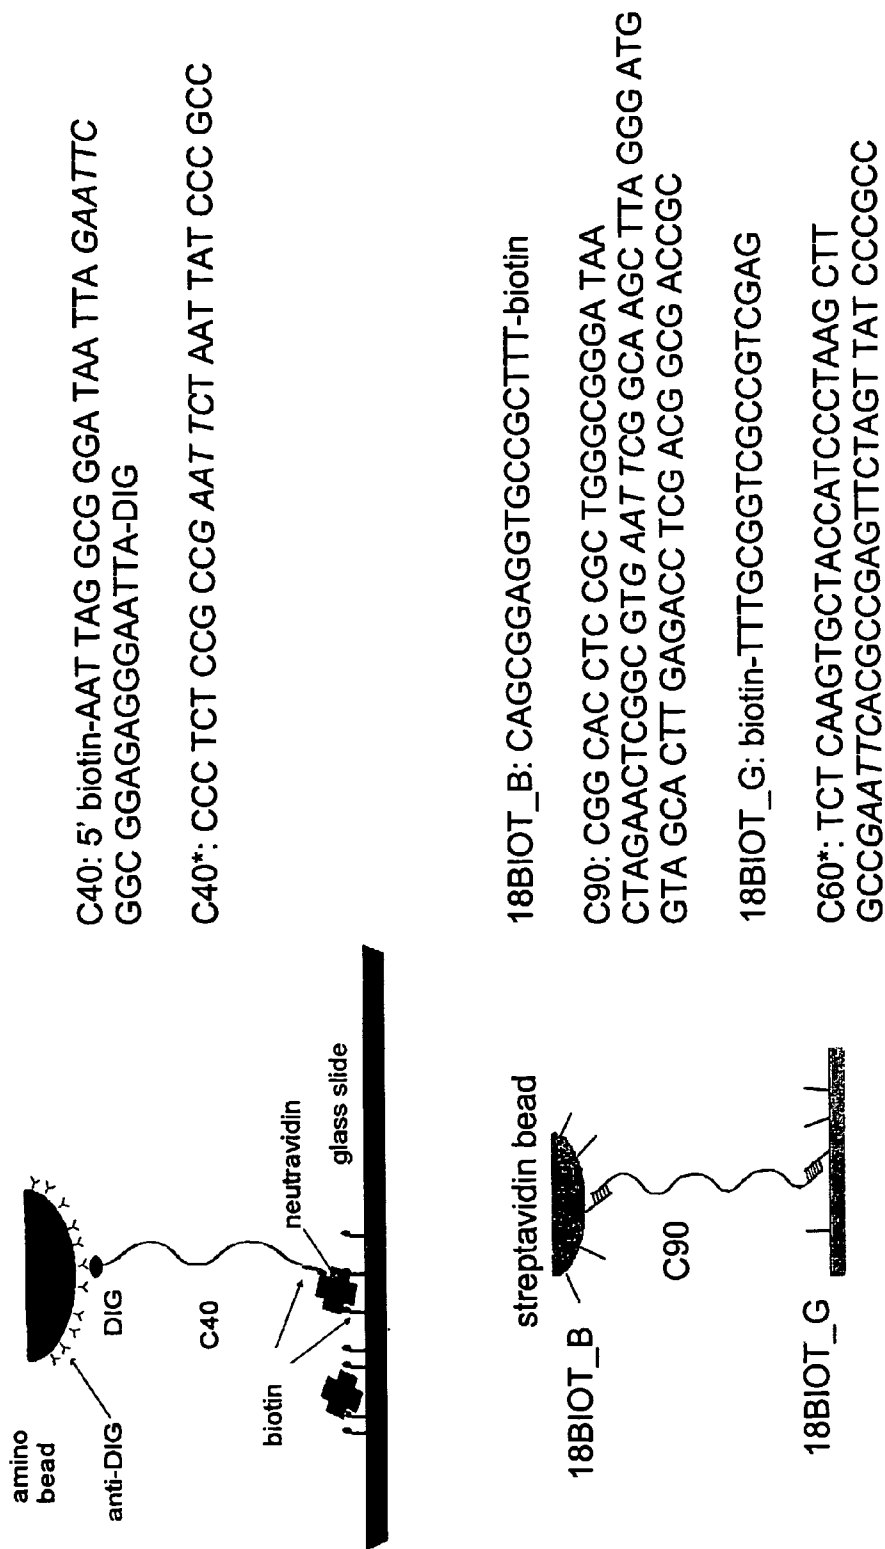 amino
bead
anti-DIG
DIG
C40
biotin
neutravidin
glass slide
C40: 5' biotin-AAT TAG GCG GGA TAA TTA GAATTC
GGC GGAGAGGGAATTA-DIG
C40*: CCC TCT CCG CCG AAT TCT AAT TAT CCC GCC
streptavidin bead
18BIOT_B
C90
18BIOT_G
18BIOT_B: CAGCGGAGGTGCCGCTTT-biotin
C90: CGG CAC CTC CGC TGGGCGGGA TAA
CTAGAACTCGGC GTG AAT TCG GCA AGC TTA GGG ATG
GTA GCA CTT GAGACC TCG ACG GCG ACCGC
18BIOT_G: biotin-TTTGCGGTCGCCGTCGAG
C60*: TCT CAAGTGCTACCATCCCTAAG CTT
GCCGAATTCACGCCGAGTTCTAGT TAT CCCGCC